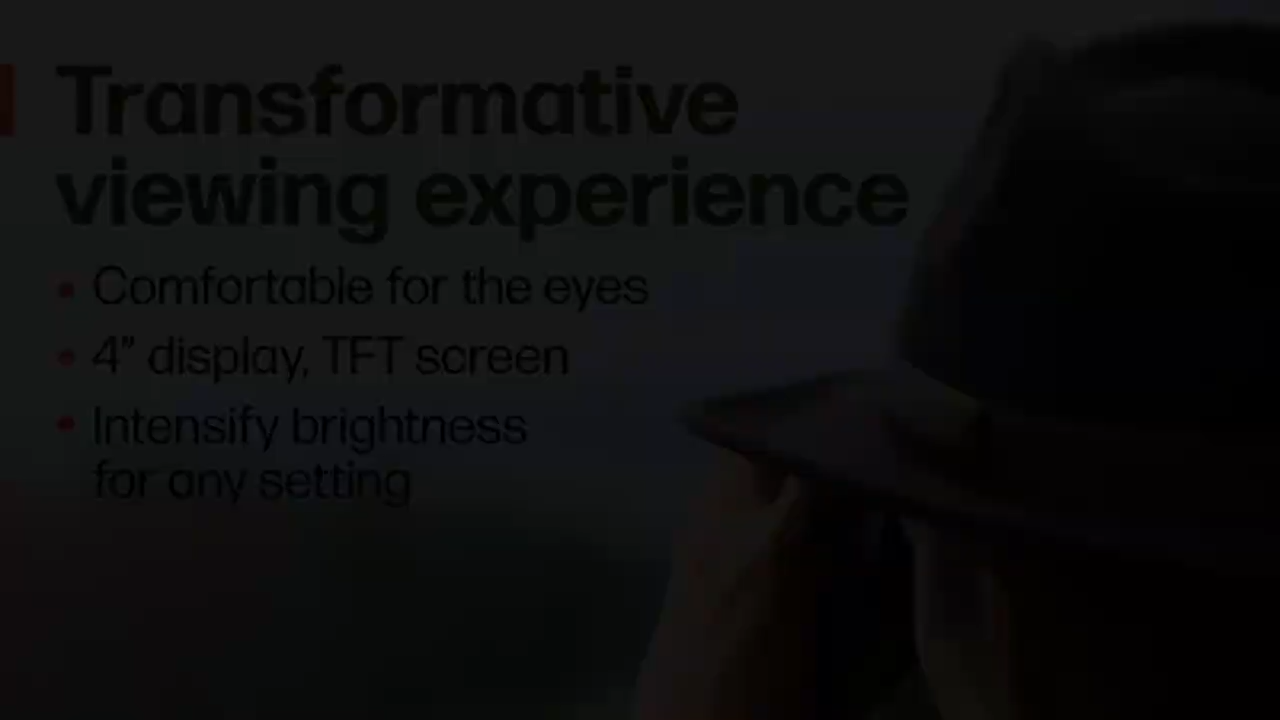 Transformative
viewing experience
• Comfortable for the eyes
• 4” display, TFT screen
• Intensify brightness
for any setting